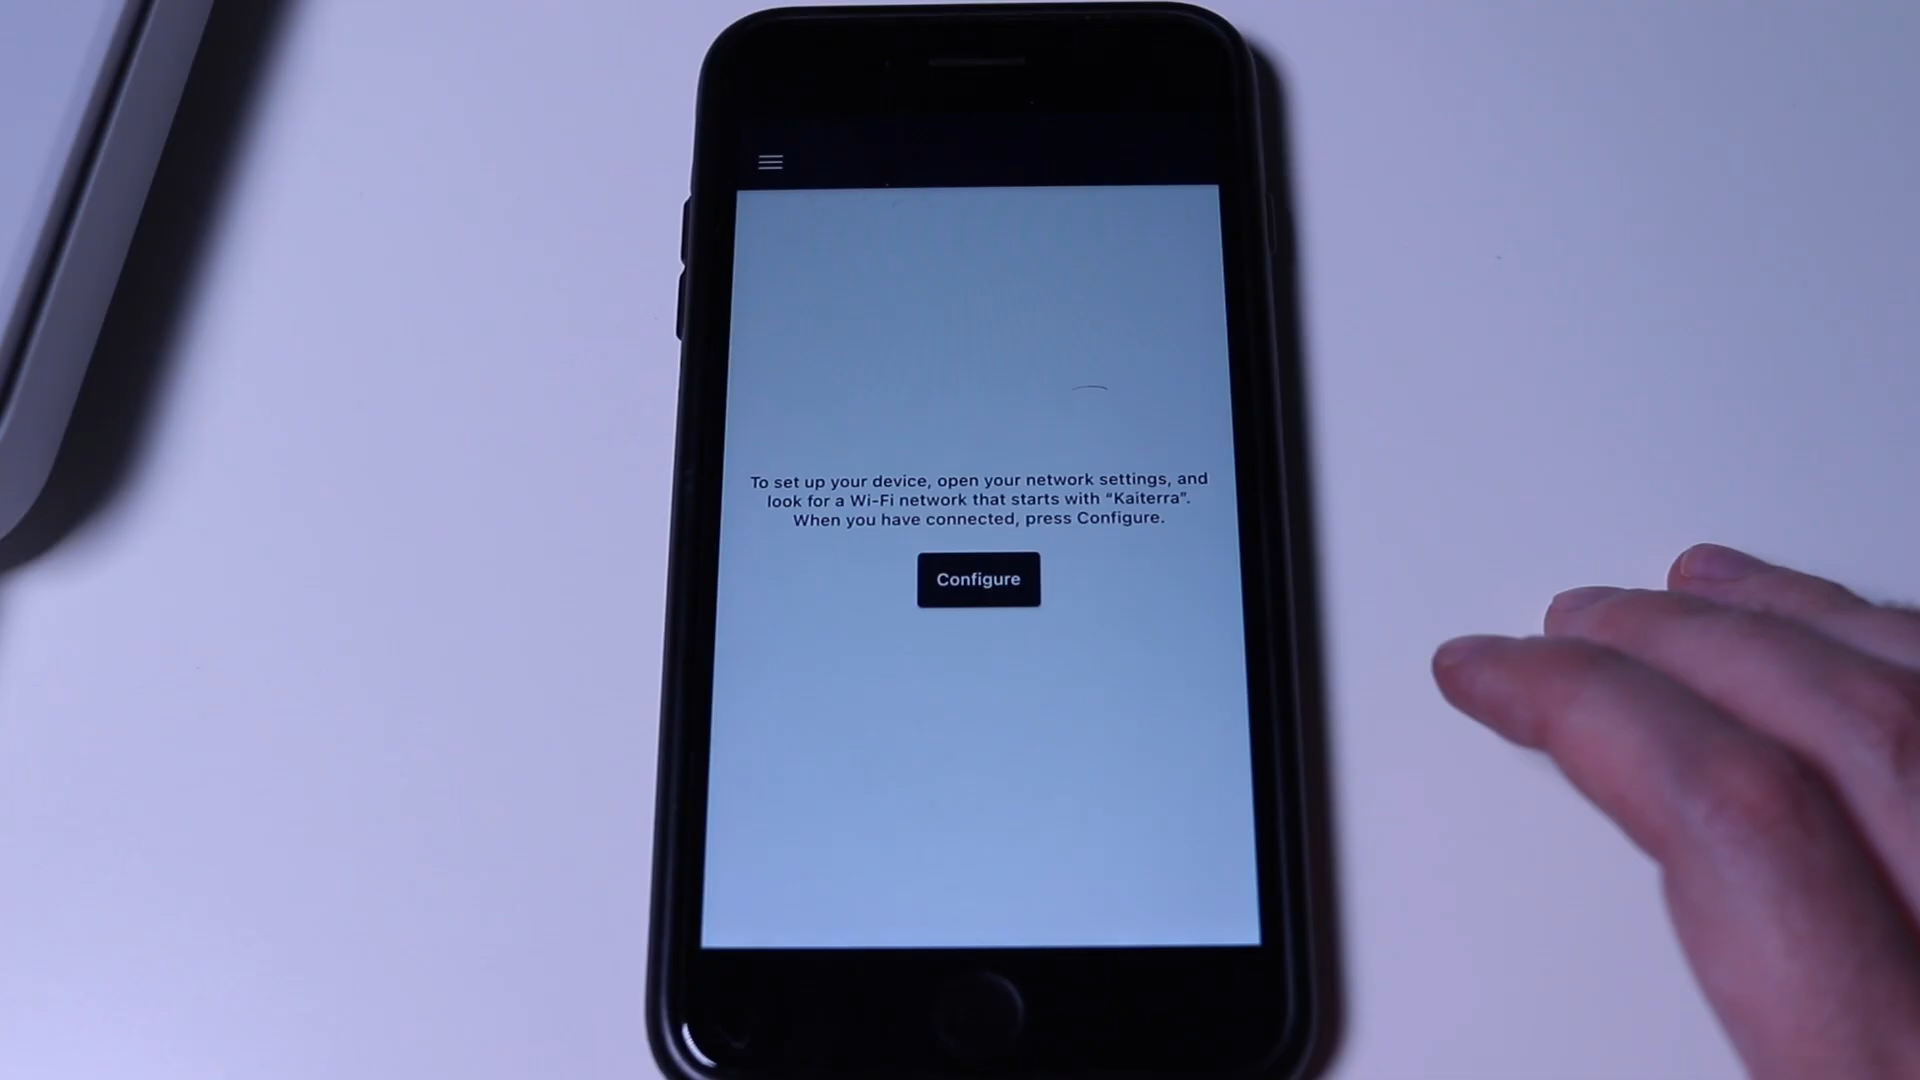 To set up your device, open your network settings, and
look for a Wi-Fi network that starts with “Kaiterra”.
When you have connected, press Configure.
Configure